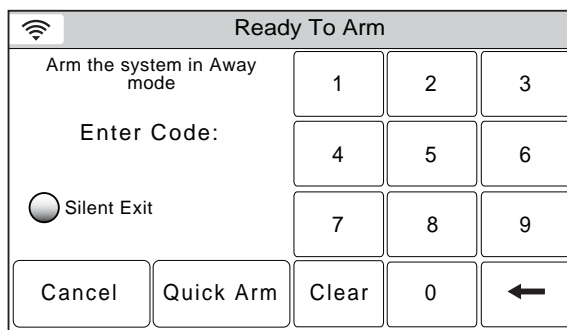 Ready To Arm
Arm the system in Away
mode
Enter Code:
Silent Exit
1 2 3
4 5 6
7 8 9
Cancel Quick Arm Clear 0